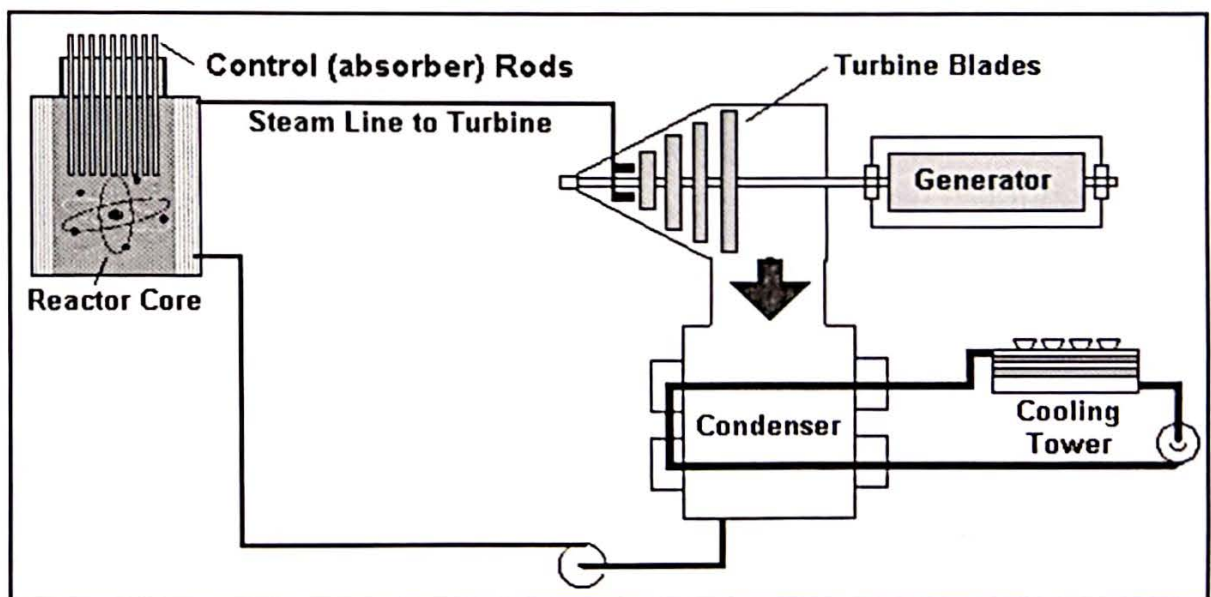 Control (absorber) Rods
Turbine Blades
Steam Line to Turbine
Generator
Reactor Core
Condenser
Cooling
Tower